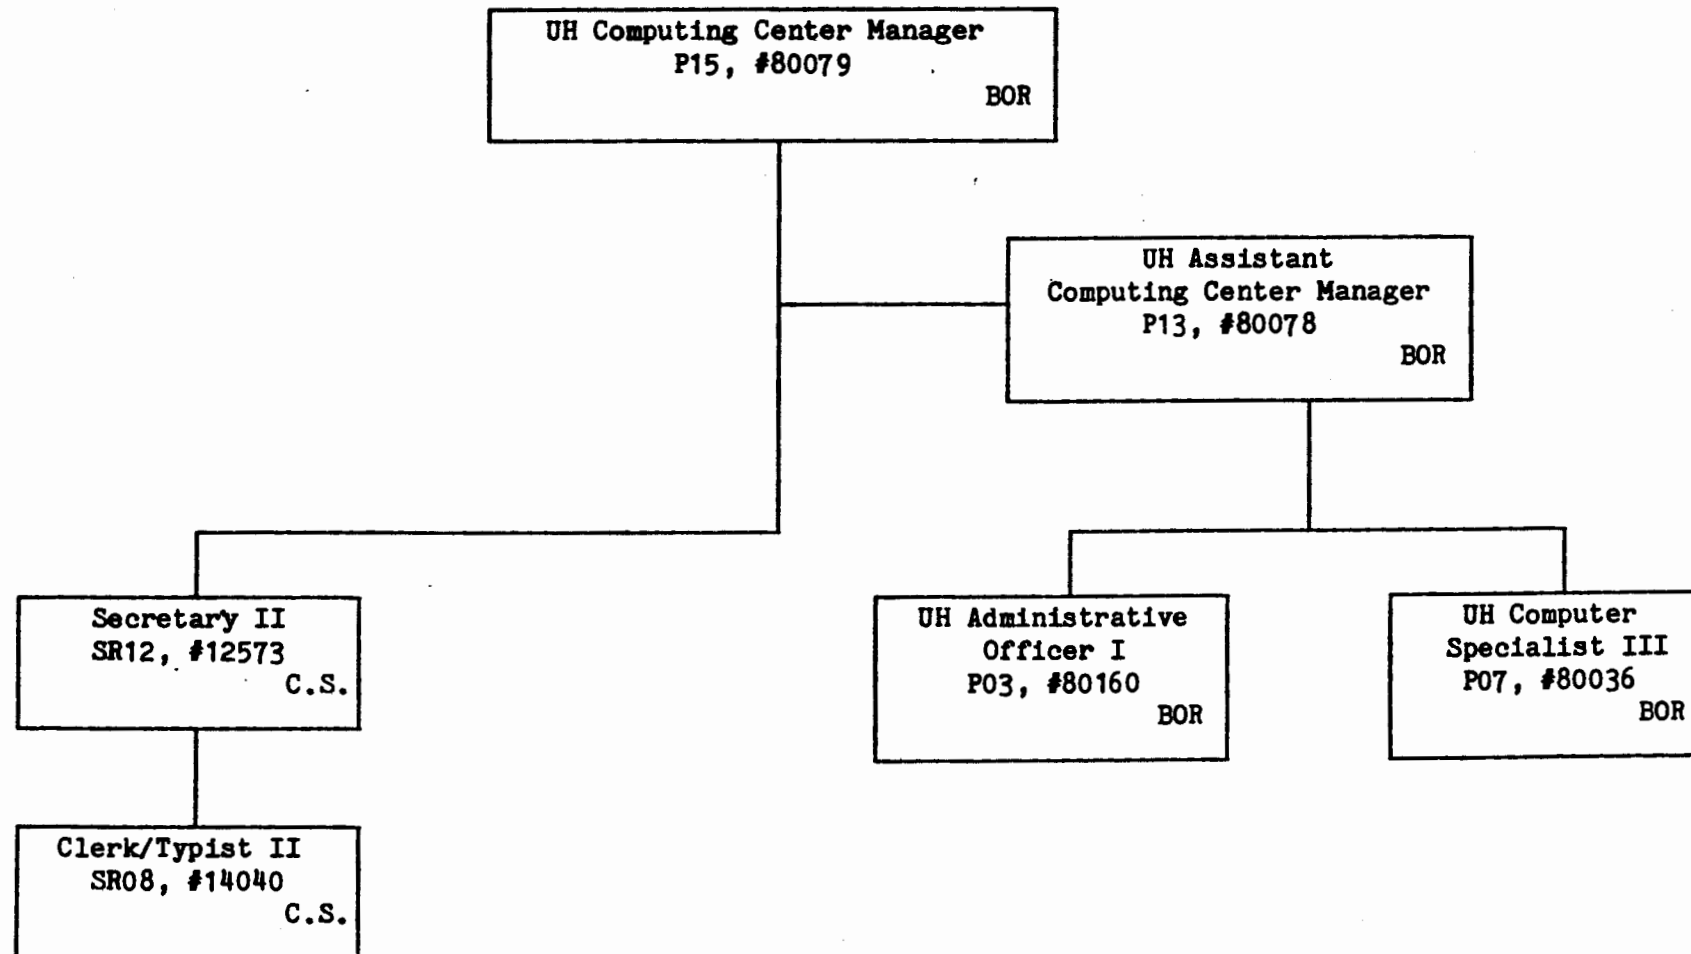 UH Computing Center Manager
P15, #80079
BOR
UH Assistant
Computing Center Manager
P13, #80078
BOR
Secretary II
SR12, #12573
C.S.
UH Administrative
Officer I
P03, #80160
BOR
UH Computer
Specialist III
P07, #80036
BOR
Clerk/Typist II
SR08, #14040
C.S.